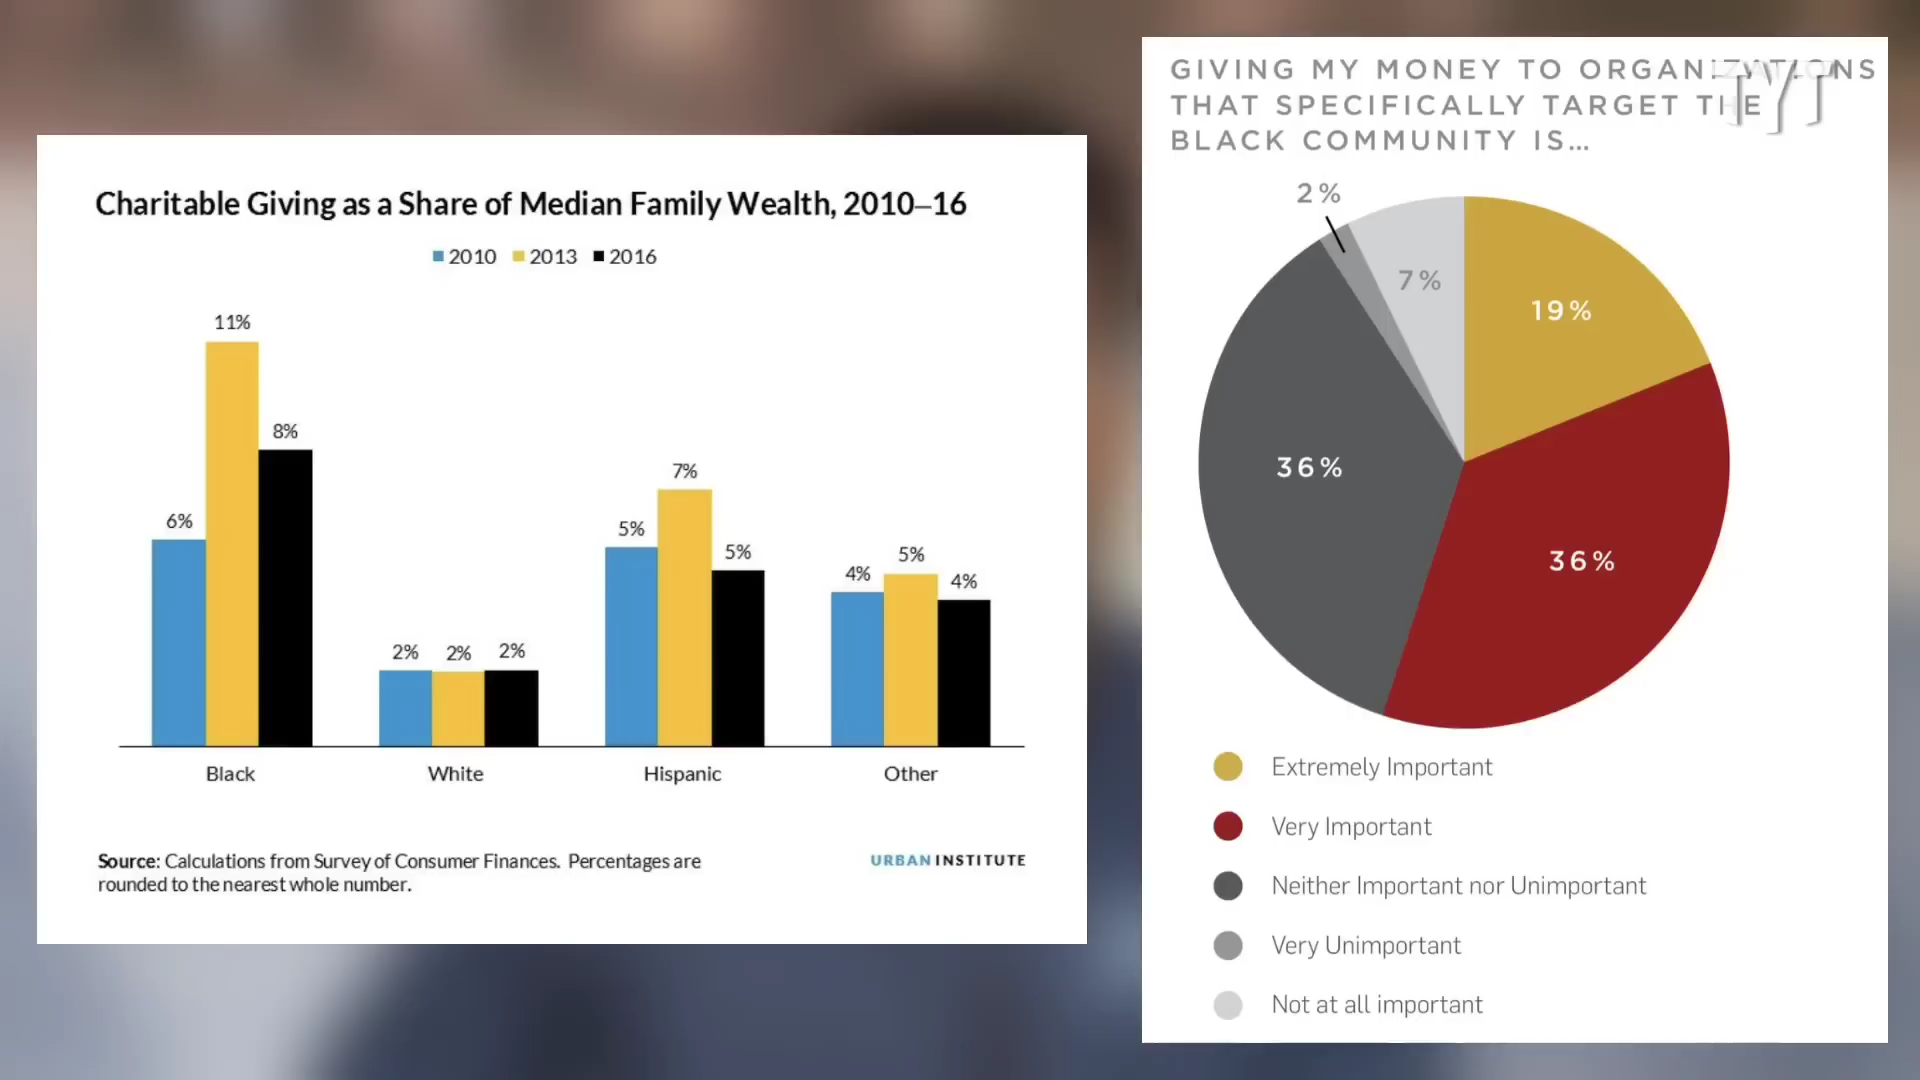 Charitable Giving as a Share of Median Family Wealth, 2010–16
2010 2013 2016
11%
8%
6%
2% 2% 2%
7%
5%
5%
4% 5% 4%
Black White Hispanic Other
Source: Calculations from Survey of Consumer Finances. Percentages are
rounded to the nearest whole number.
URBAN INSTITUTE
GIVING MY MONEY TO ORGANIZATIONS
THAT SPECIFICALLY TARGET THE
BLACK COMMUNITY IS...
TYT
2%
7%
19%
36%
36%
Extremely Important
Very Important
Neither Important nor Unimportant
Very Unimportant
Not at all important